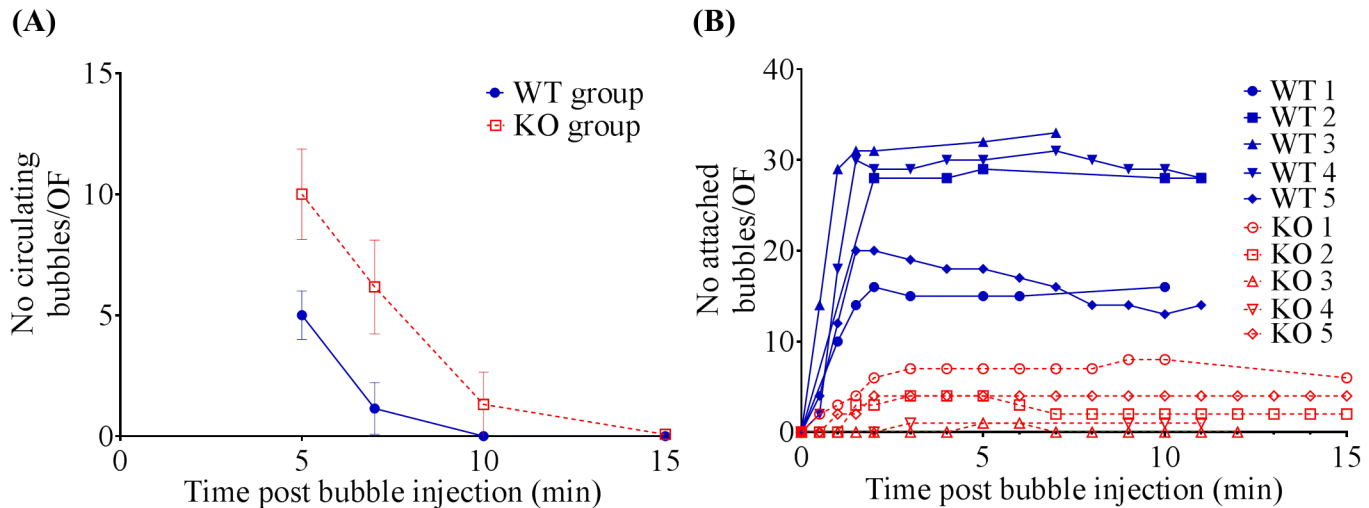 (A)
No circulating
bubbles/OF
15
10
5
0
0
5
10
15
Time post bubble injection (min)
WT group
KO group
(B)
No attached
bubbles/OF
40
30
20
10
0
0
5
10
15
Time post bubble injection (min)
WT 1
WT 2
WT 3
WT 4
WT 5
KO 1
KO 2
KO 3
KO 4
KO 5